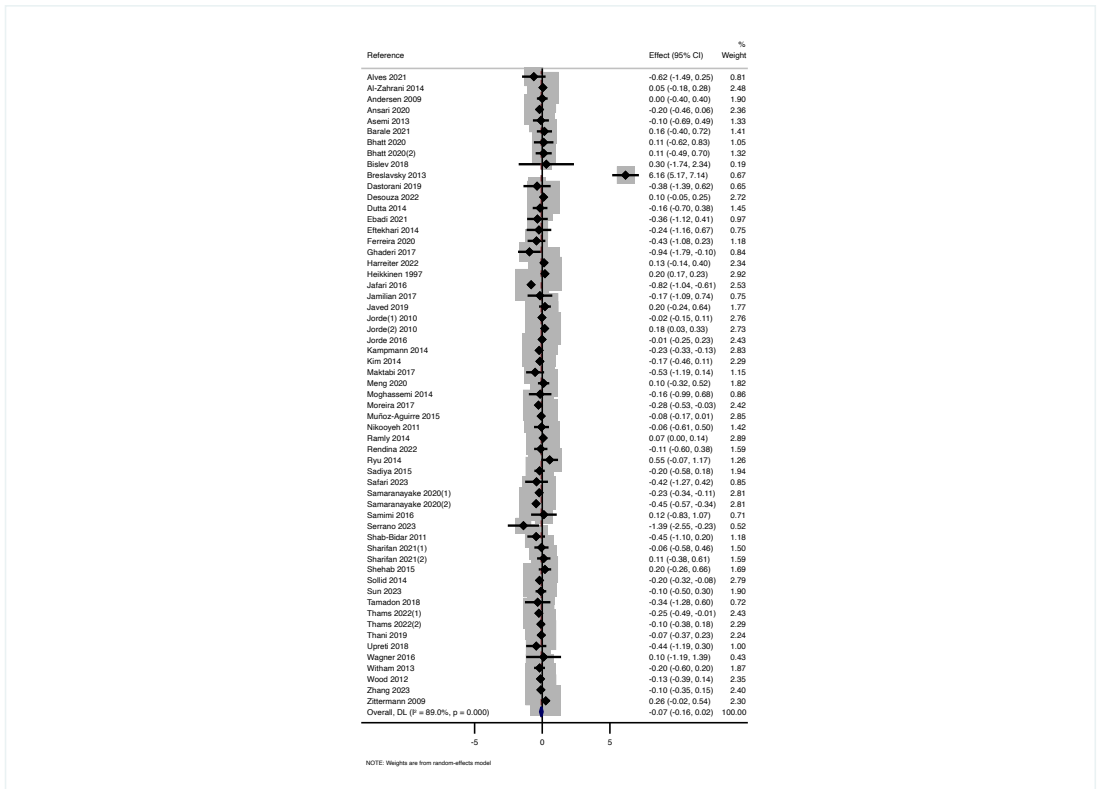 %
Reference Effect (95% CI) Weight
Alves 2021 -0.62 (-1.49, 0.25) 0.81
Al-Zahrani 2014 0.05 (-0.18, 0.28) 2.48
Andersen 2009 0.00 (-0.40, 0.40) 1.90
Ansari 2020 -0.20 (-0.46, 0.06) 2.36
Asemi 2013 -0.10 (-0.69, 0.49) 1.33
Barale 2021 0.16 (-0.40, 0.72) 1.41
Bhatt 2020 0.11 (-0.62, 0.83) 1.05
Bhatt 2020(2) 0.11 (-0.49, 0.70) 1.32
Bislev 2018 0.30 (-1.74, 2.34) 0.19
Breslavsky 2013 6.16 (5.17, 7.14) 0.67
Dastorani 2019 -0.38 (-1.39, 0.62) 0.65
Desouza 2022 0.10 (-0.05, 0.25) 2.72
Dutta 2014 -0.16 (-0.70, 0.38) 1.45
Ebadi 2021 -0.36 (-1.12, 0.41) 0.97
Eftekhari 2014 -0.24 (-1.16, 0.67) 0.75
Ferreira 2020 -0.43 (-1.08, 0.23) 1.18
Ghaderi 2017 -0.94 (-1.79, -0.10) 0.84
Harreiter 2022 0.13 (-0.14, 0.40) 2.34
Heikkinen 1997 0.20 (0.17, 0.23) 2.92
Jafari 2016 -0.82 (-1.04, -0.61) 2.53
Jamilian 2017 -0.17 (-1.09, 0.74) 0.75
Javed 2019 0.20 (-0.24, 0.64) 1.77
Jorde(1) 2010 -0.02 (-0.15, 0.11) 2.76
Jorde(2) 2010 0.18 (0.03, 0.33) 2.73
Jorde 2016 -0.01 (-0.25, 0.23) 2.43
Kampmann 2014 -0.23 (-0.33, -0.13) 2.83
Kim 2014 -0.17 (-0.46, 0.11) 2.29
Maktabi 2017 -0.53 (-1.19, 0.14) 1.15
Meng 2020 0.10 (-0.32, 0.52) 1.82
Moghassemi 2014 -0.16 (-0.99, 0.68) 0.86
Moreira 2017 -0.28 (-0.53, -0.03) 2.42
Muñoz-Aguirre 2015 -0.08 (-0.17, 0.01) 2.85
Nikooyeh 2011 -0.06 (-0.61, 0.50) 1.42
Ramly 2014 0.07 (0.00, 0.14) 2.89
Rendina 2022 -0.11 (-0.60, 0.38) 1.59
Ryu 2014 0.55 (-0.07, 1.17) 1.26
Sadiya 2015 -0.20 (-0.58, 0.18) 1.94
Safari 2023 -0.42 (-1.27, 0.42) 0.85
Samaranayake 2020(1) -0.23 (-0.34, -0.11) 2.81
Samaranayake 2020(2) -0.45 (-0.57, -0.34) 2.81
Samimi 2016 0.12 (-0.83, 1.07) 0.71
Serrano 2023 -1.39 (-2.55, -0.23) 0.52
Shab-Bidar 2011 -0.45 (-1.10, 0.20) 1.18
Sharifan 2021(1) -0.06 (-0.58, 0.46) 1.50
Sharifan 2021(2) 0.11 (-0.38, 0.61) 1.59
Shehab 2015 0.20 (-0.26, 0.66) 1.69
Sollid 2014 -0.20 (-0.32, -0.08) 2.79
Sun 2023 -0.10 (-0.50, 0.30) 1.90
Tamadon 2018 -0.34 (-1.28, 0.60) 0.72
Thams 2022(1) -0.25 (-0.49, -0.01) 2.43
Thams 2022(2) -0.10 (-0.38, 0.18) 2.29
Thani 2019 -0.07 (-0.37, 0.23) 2.24
Upreti 2018 -0.44 (-1.19, 0.30) 1.00
Wagner 2016 0.10 (-1.19, 1.39) 0.43
Witham 2013 -0.20 (-0.60, 0.20) 1.87
Wood 2012 -0.13 (-0.39, 0.14) 2.35
Zhang 2023 -0.10 (-0.35, 0.15) 2.40
Zittermann 2009 0.26 (-0.02, 0.54) 2.30
Overall, DL (I² = 89.0%, p = 0.000) -0.07 (-0.16, 0.02) 100.00
-5 0 5
NOTE: Weights are from random-effects model